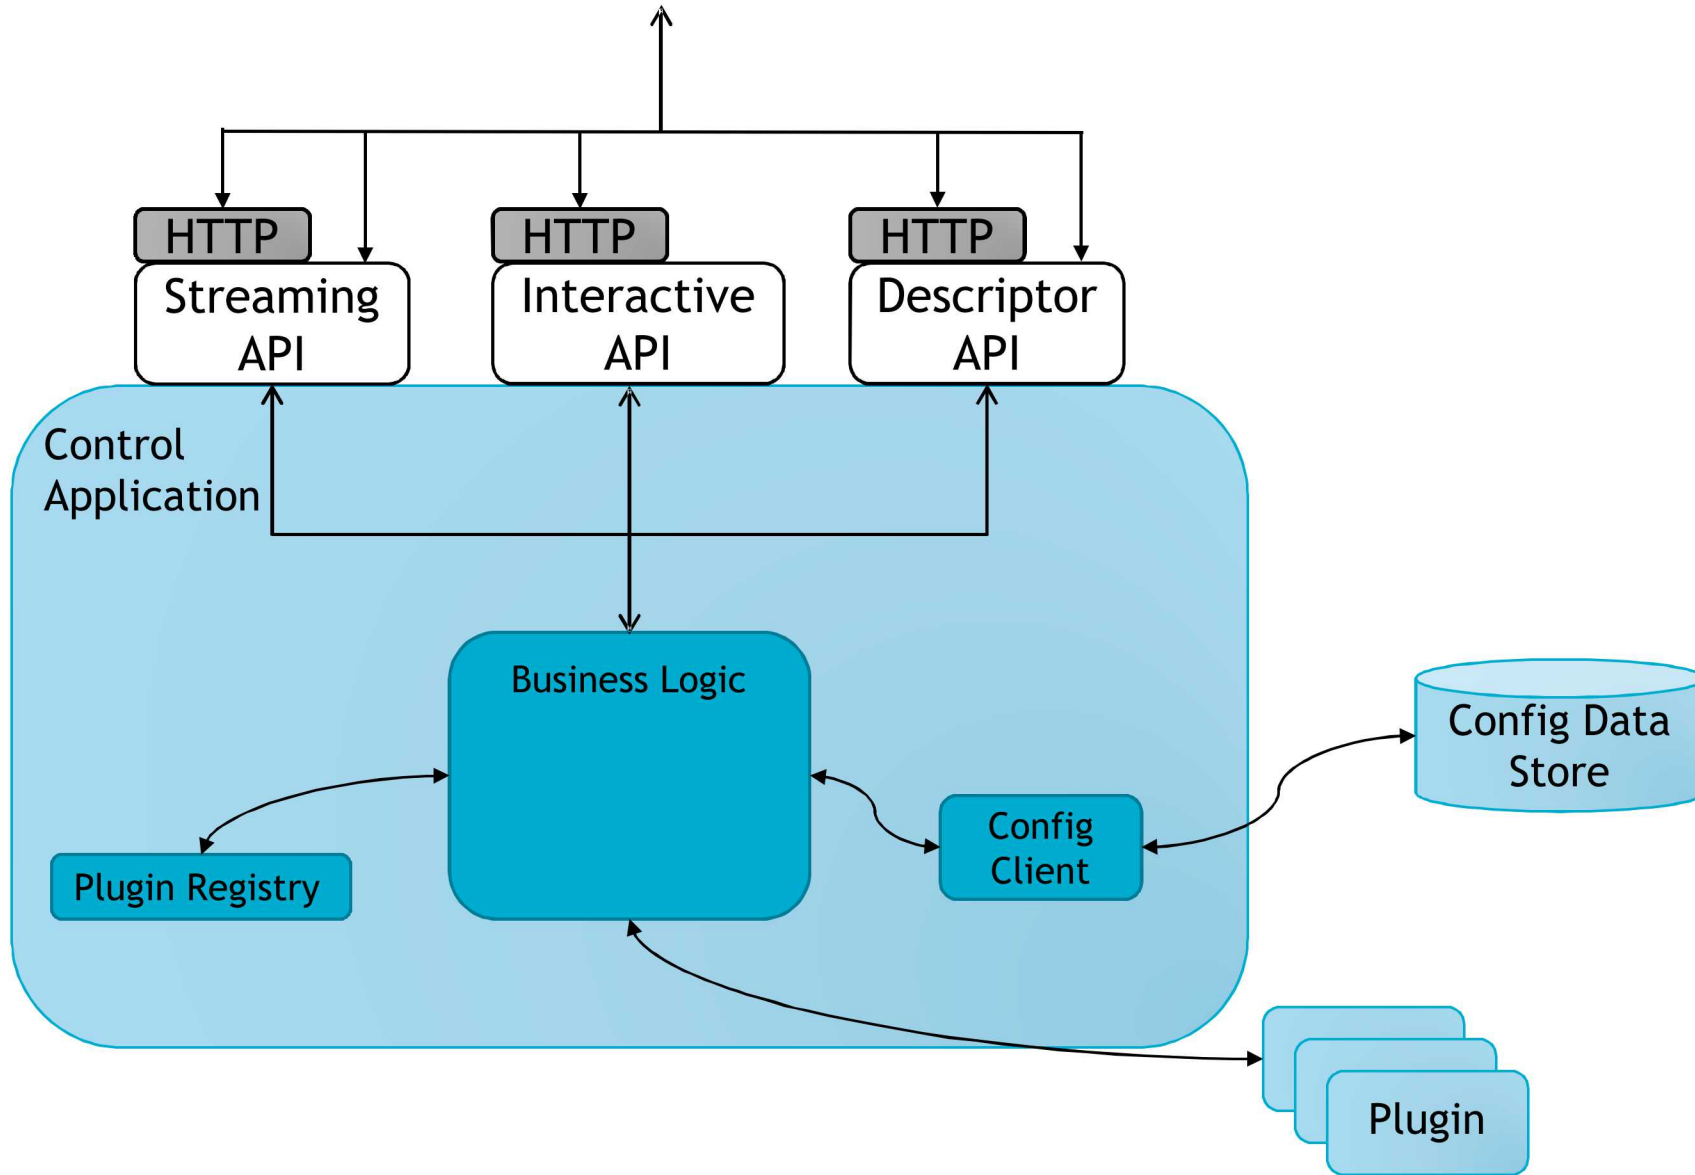 HTTP
HTTP
HTTP
Streaming
API
Interactive
API
Descriptor
API
Control
Application
Business Logic
Plugin Registry
Config
Client
Config Data
Store
Plugin